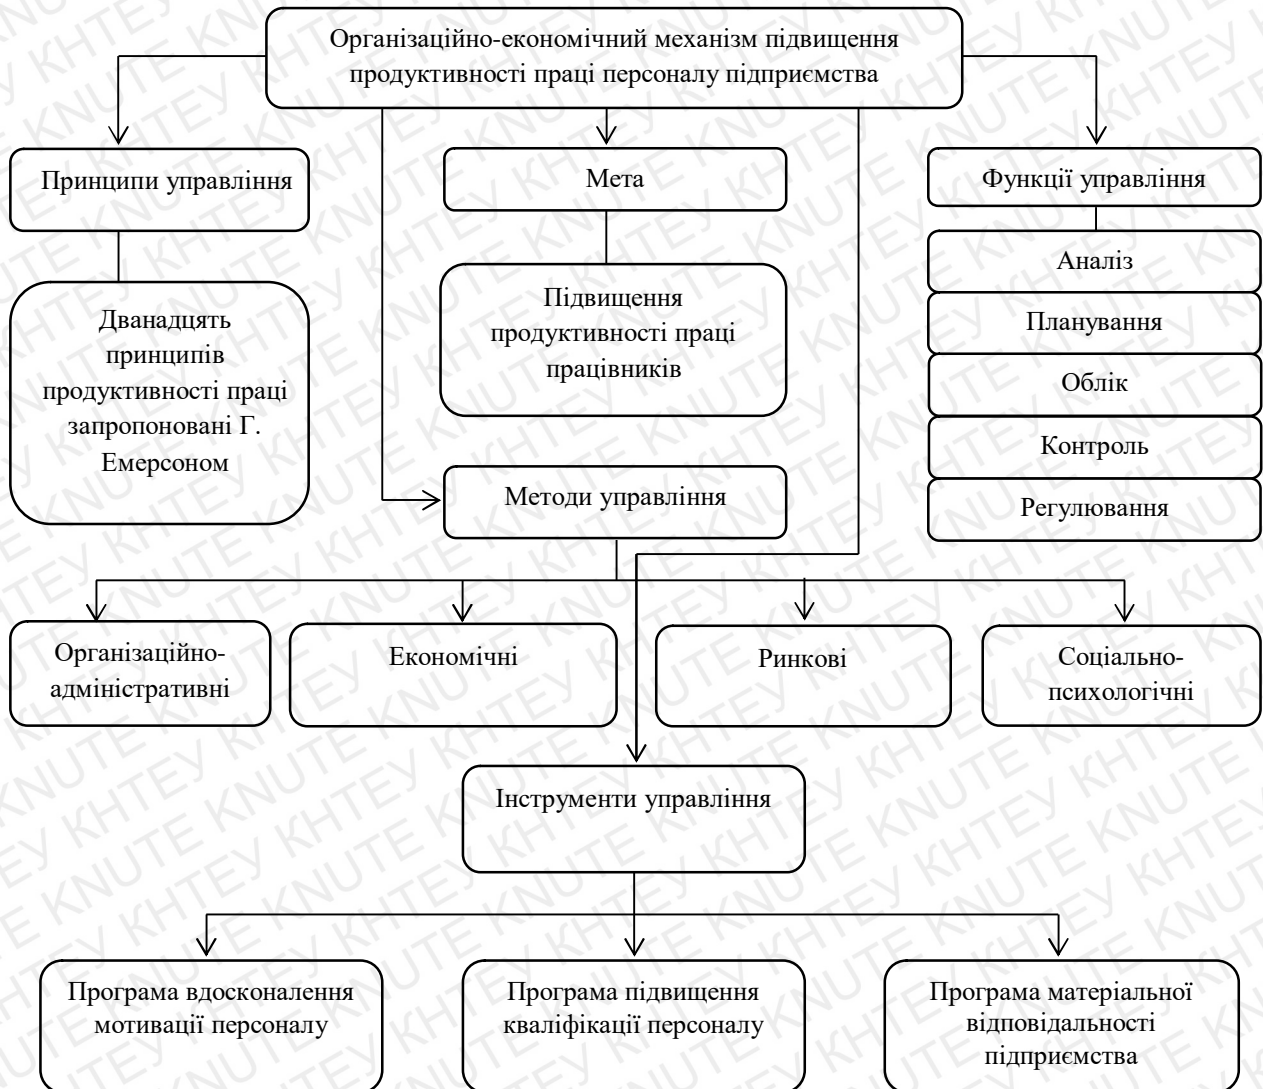 Організаційно-економічний механізм підвищення
продуктивності праці персоналу підприємства
Принципи управління
Мета
Функції управління
Дванадцять
принципів
продуктивності праці
запропоновані Г.
Емерсоном
Підвищення
продуктивності праці
працівників
Аналіз
Планування
Облік
Контроль
Регулювання
Методи управління
Організаційно-
адміністративні
Економічні
Ринкові
Соціально-
психологічні
Інструменти управління
Програма вдосконалення
мотивації персоналу
Програма підвищення
кваліфікації персоналу
Програма матеріальної
відповідальності
підприємства
КНТЕУ KNUTE